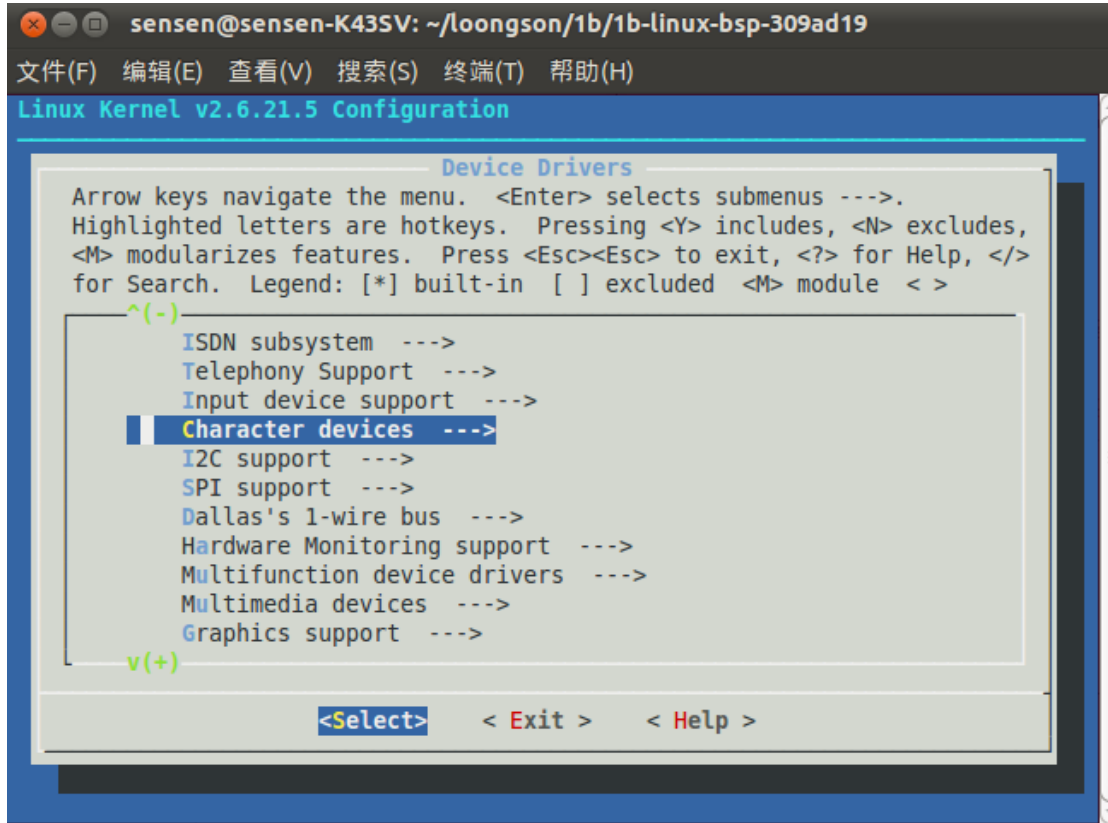 sensen@sensen-K43SV: ~/loongson/1b/1b-linux-bsp-309ad19
文件(F) 编辑(E) 查看(V) 搜索(S) 终端(T) 帮助(H)
Linux Kernel v2.6.21.5 Configuration
Device Drivers
Arrow keys navigate the menu.  <Enter> selects submenus --->.
Highlighted letters are hotkeys.  Pressing <Y> includes, <N> excludes,
<M> modularizes features.  Press <Esc><Esc> to exit, <?> for Help, </>
for Search.  Legend: [*] built-in  [ ] excluded  <M> module  < >
^(-)
ISDN subsystem  --->
Telephony Support  --->
Input device support  --->
Character devices  --->
I2C support  --->
SPI support  --->
Dallas's 1-wire bus  --->
Hardware Monitoring support  --->
Multifunction device drivers  --->
Multimedia devices  --->
Graphics support  --->
v(+)
<Select>    < Exit >    < Help >